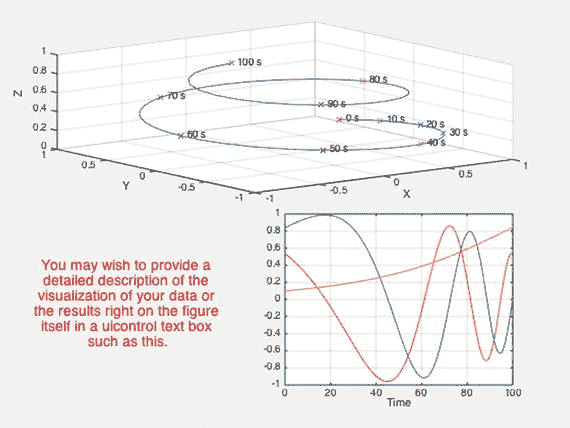 1
0.8
0.6
0.4
0.2
0
Z
100 s
80 s
70 s
90 s
0 s
10 s
20 s
30 s
60 s
50 s
40 s
1
0.5
0
-0.5
-1
Y
-1
-0.5
0
0.5
1
X
You may wish to provide a
detailed description of the
visualization of your data or
the results right on the figure
itself in a uicontrol text box
such as this.
1
0.8
0.6
0.4
0.2
0
-0.2
-0.4
-0.6
-0.8
-1
0 20 40 60 80 100
Time